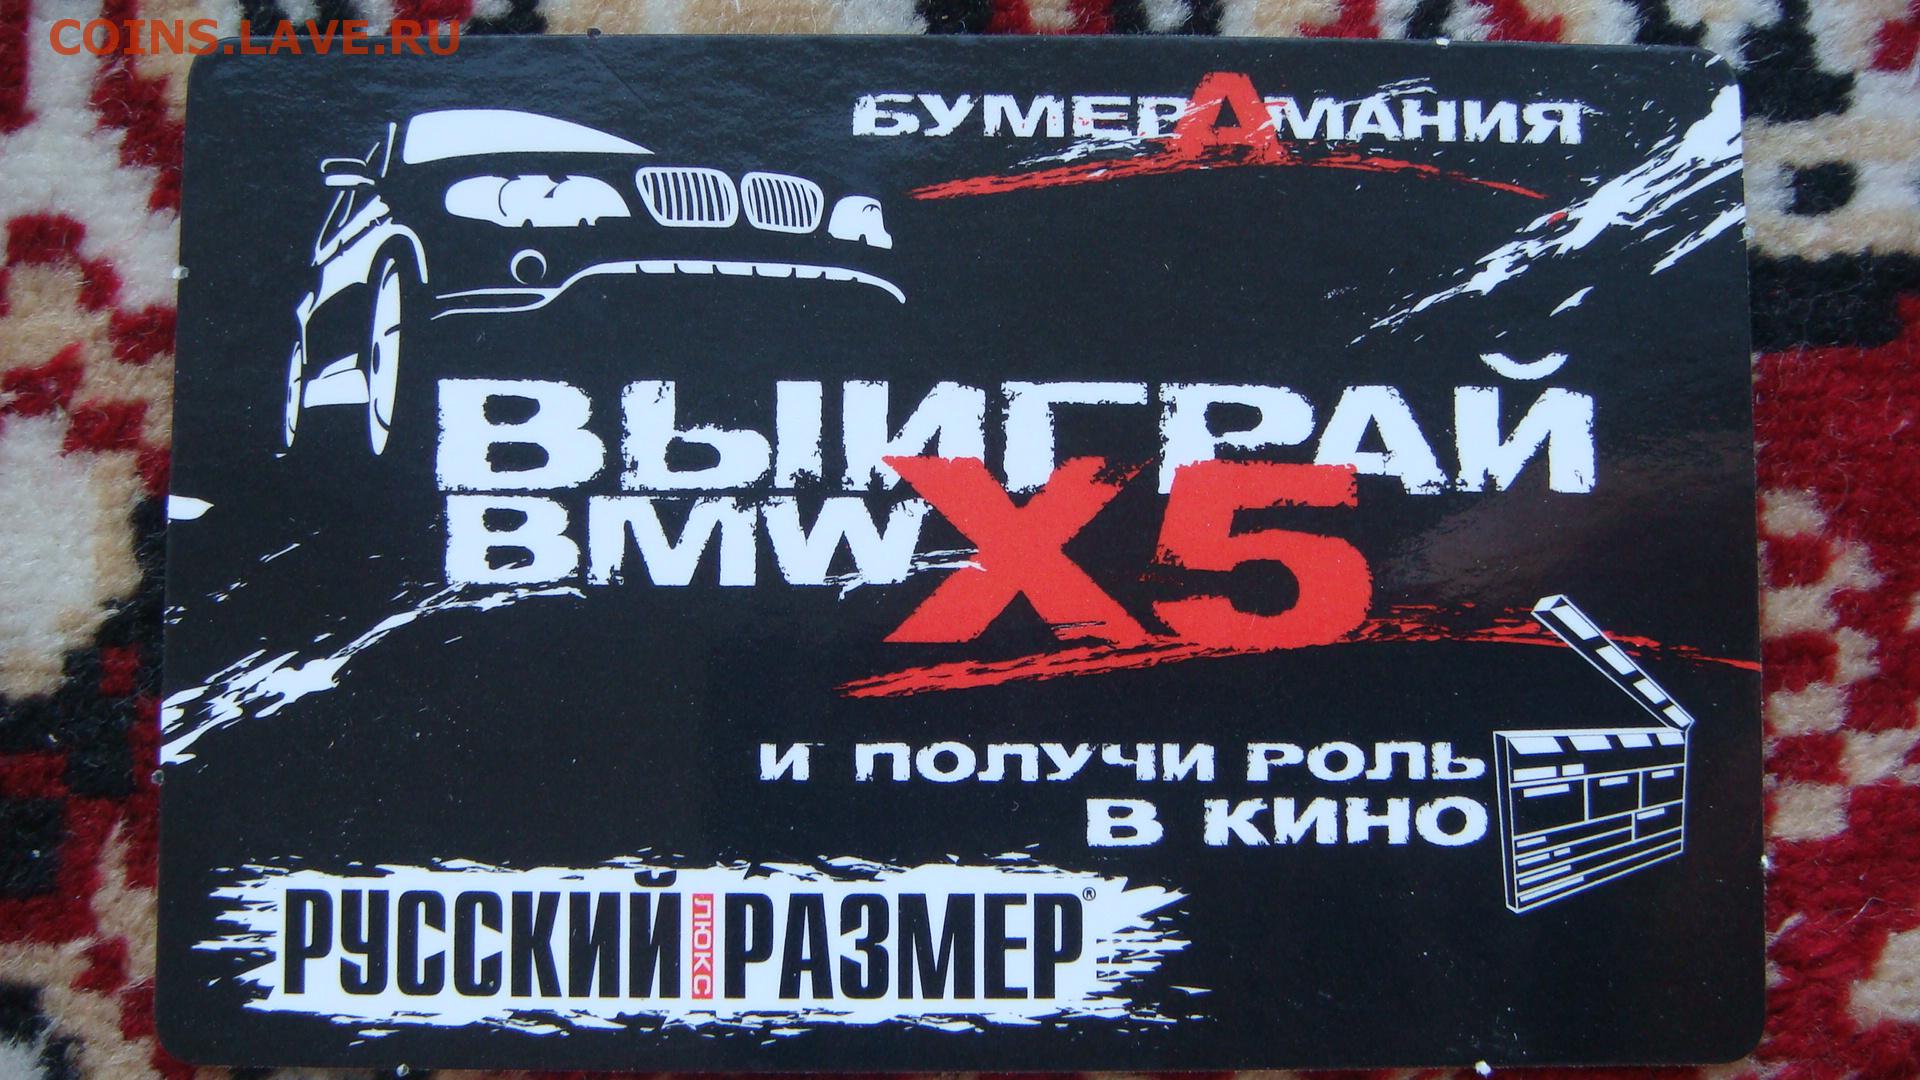 COINS.LAVE.RU
БУМЕРАМАНИЯ
ВЫИГРАЙ
BMW X5
И ПОЛУЧИ РОЛЬ
В КИНО
РУССКИЙ ЛЮКС РАЗМЕР®